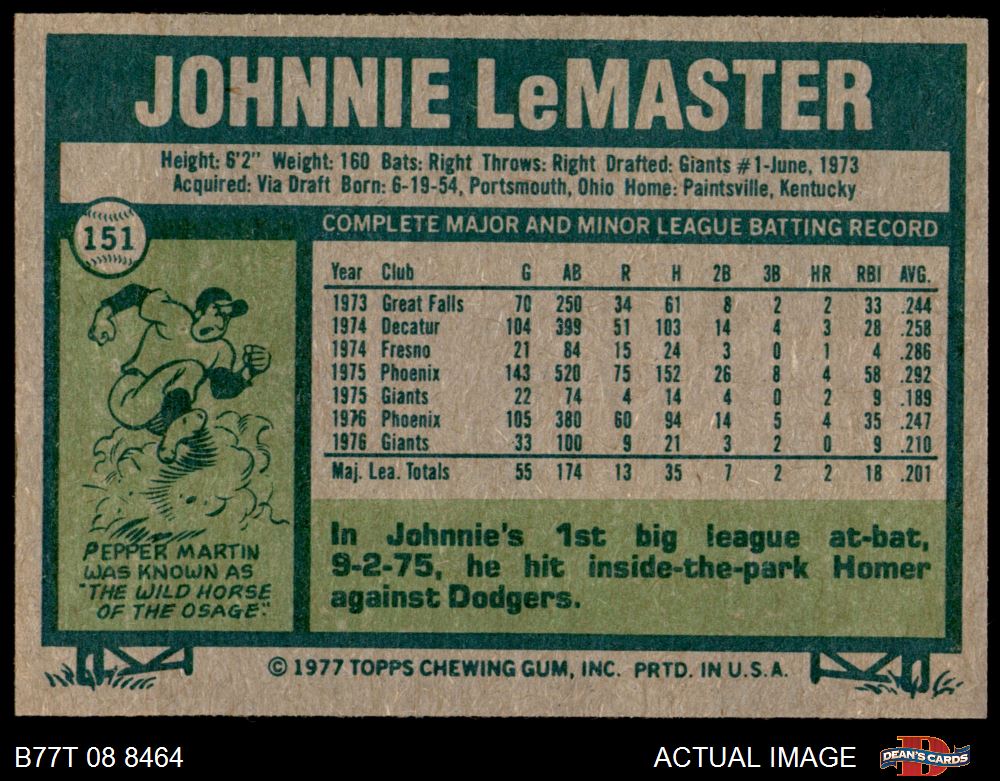 JOHNNIE LeMASTER
Height: 6'2" Weight: 160 Bats: Right Throws: Right Drafted: Giants #1-June, 1973
Acquired: Via Draft Born: 6-19-54, Portsmouth, Ohio Home: Paintsville, Kentucky
151
COMPLETE MAJOR AND MINOR LEAGUE BATTING RECORD
Year Club G AB R H 2B 3B HR RBI AVG.
1973 Great Falls 70 250 34 61 8 2 2 33 .244
1974 Decatur 104 399 51 103 14 4 3 28 .258
1974 Fresno 21 84 15 24 3 0 1 4 .286
1975 Phoenix 143 520 75 152 26 8 4 58 .292
1975 Giants 22 74 4 14 4 0 2 9 .189
1976 Phoenix 105 380 60 94 14 5 4 35 .247
1976 Giants 33 100 9 21 3 2 0 9 .210
Maj. Lea. Totals 55 174 13 35 7 2 2 18 .201
PEPPER MARTIN
WAS KNOWN AS
"THE WILD HORSE
OF THE OSAGE".
In Johnnie's 1st big league at-bat,
9-2-75, he hit inside-the-park Homer
against Dodgers.
© 1977 TOPPS CHEWING GUM, INC. PRTD. IN U.S.A.
B77T 08 8464
ACTUAL IMAGE
DEAN'S CARDS